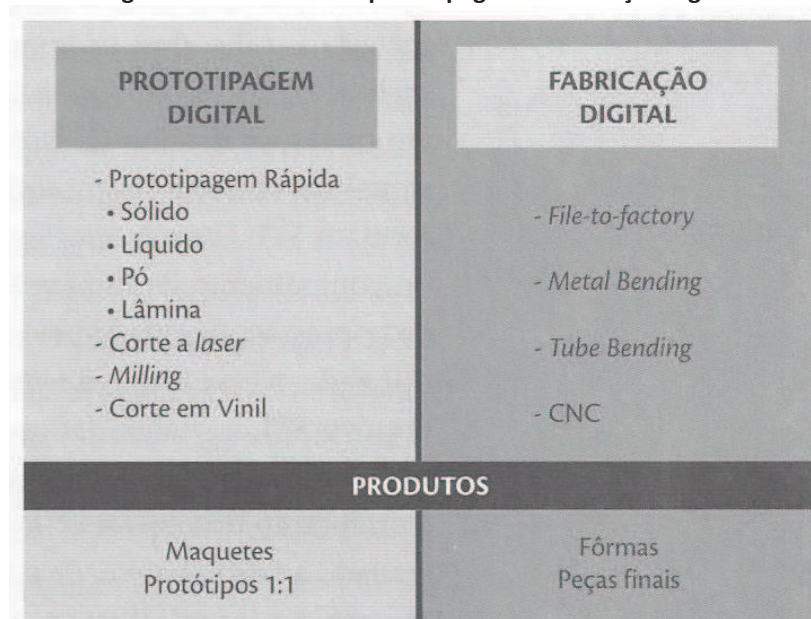 PROTOTIPAGEM
DIGITAL
- Prototipagem Rápida
• Sólido
• Líquido
• Pó
• Lâmina
- Corte a laser
- Milling
- Corte em Vinil
FABRICAÇÃO
DIGITAL
- File-to-factory
- Metal Bending
- Tube Bending
- CNC
PRODUTOS
Maquetes
Protótipos 1:1
Fôrmas
Peças finais